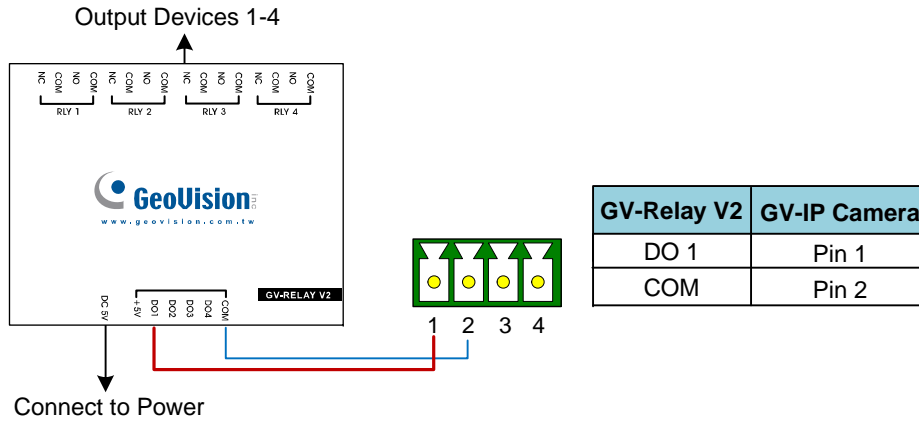 Output Devices 1-4
NC COM NO COM NC COM NO COM NC COM NO COM NC COM NO COM
RLY 1 RLY 2 RLY 3 RLY 4
GeoVision inc
www.geovision.com.tw
GV-RELAY V2
DC 5V +5V DO1 DO2 DO3 DO4 COM
Connect to Power
1 2 3 4
GV-Relay V2 GV-IP Camera
DO 1 Pin 1
COM Pin 2